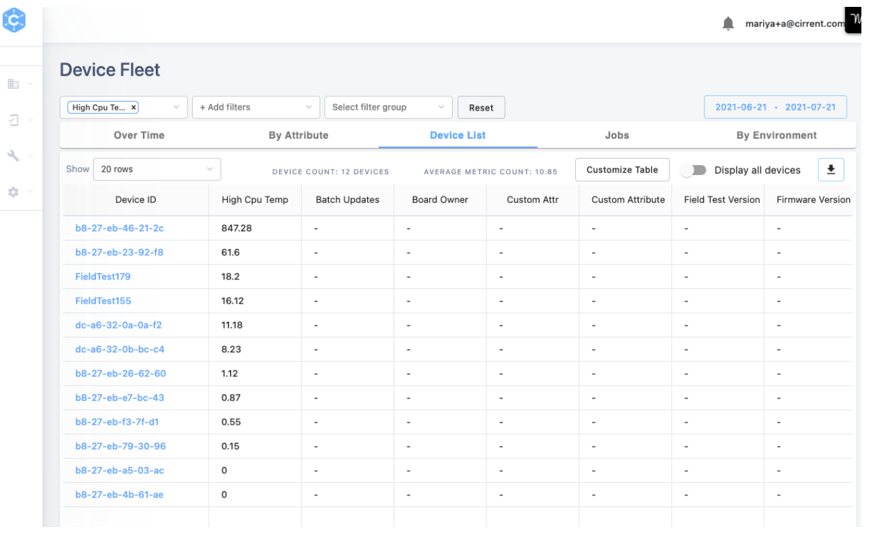 mariya+a@cirrent.com
Device Fleet
High Cpu Te... x + Add filters Select filter group Reset 2021-06-21 - 2021-07-21
Over Time By Attribute Device List Jobs By Environment
Show 20 rows DEVICE COUNT: 12 DEVICES AVERAGE METRIC COUNT: 10.85 Customize Table Display all devices
Device ID High Cpu Temp Batch Updates Board Owner Custom Attr Custom Attribute Field Test Version Firmware Version
b8-27-eb-46-21-2c 847.28 - - - - - -
b8-27-eb-23-92-f8 61.6 - - - - - -
FieldTest179 18.2 - - - - - -
FieldTest155 16.12 - - - - - -
dc-a6-32-0a-0a-f2 11.18 - - - - - -
dc-a6-32-0b-bc-c4 8.23 - - - - - -
b8-27-eb-26-62-60 1.12 - - - - - -
b8-27-eb-e7-bc-43 0.87 - - - - - -
b8-27-eb-f3-7f-d1 0.55 - - - - - -
b8-27-eb-79-30-96 0.15 - - - - - -
b8-27-eb-a5-03-ac 0 - - - - - -
b8-27-eb-4b-61-ae 0 - - - - - -